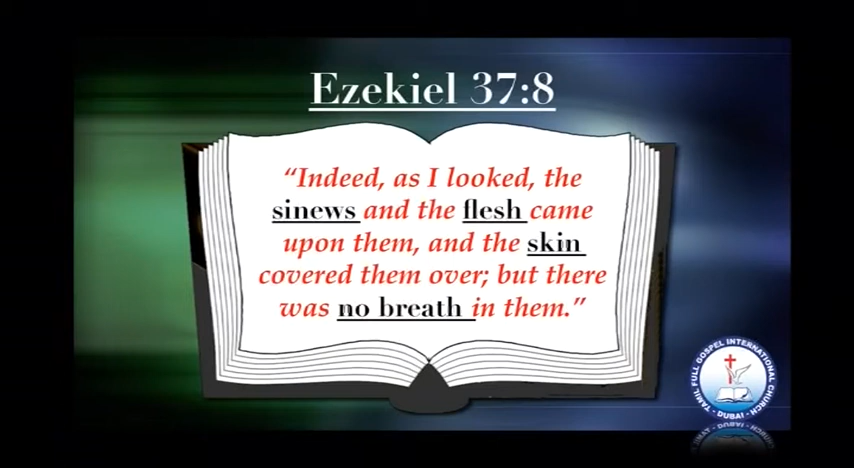 Ezekiel 37:8
“Indeed, as I looked, the
sinews and the flesh came
upon them, and the skin
covered them over; but there
was no breath in them.”
TAMIL FULL GOSPEL INTERNATIONAL CHURCH
- DUBAI -